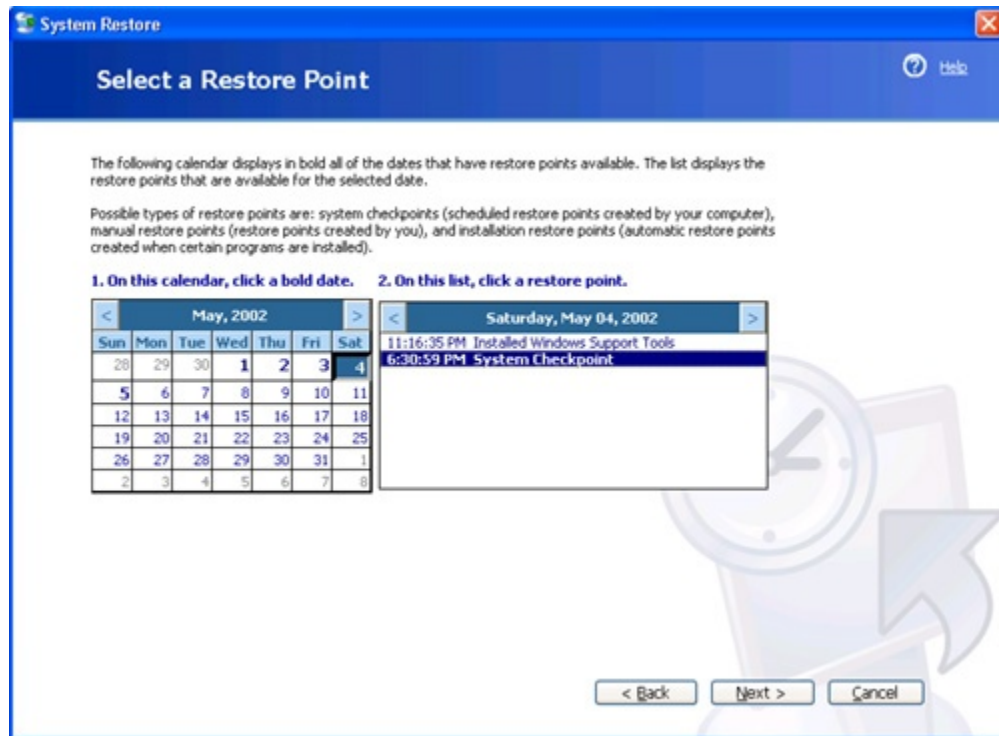 System Restore
Select a Restore Point
Help
The following calendar displays in bold all of the dates that have restore points available. The list displays the
restore points that are available for the selected date.
Possible types of restore points are: system checkpoints (scheduled restore points created by your computer),
manual restore points (restore points created by you), and installation restore points (automatic restore points
created when certain programs are installed).
1. On this calendar, click a bold date.
2. On this list, click a restore point.
< May, 2002 >
Sun Mon Tue Wed Thu Fri Sat
28 29 30 1 2 3 4
5 6 7 8 9 10 11
12 13 14 15 16 17 18
19 20 21 22 23 24 25
26 27 28 29 30 31 1
2 3 4 5 6 7 8
< Saturday, May 04, 2002 >
11:16:35 PM Installed Windows Support Tools
6:30:59 PM System Checkpoint
< Back
Next >
Cancel